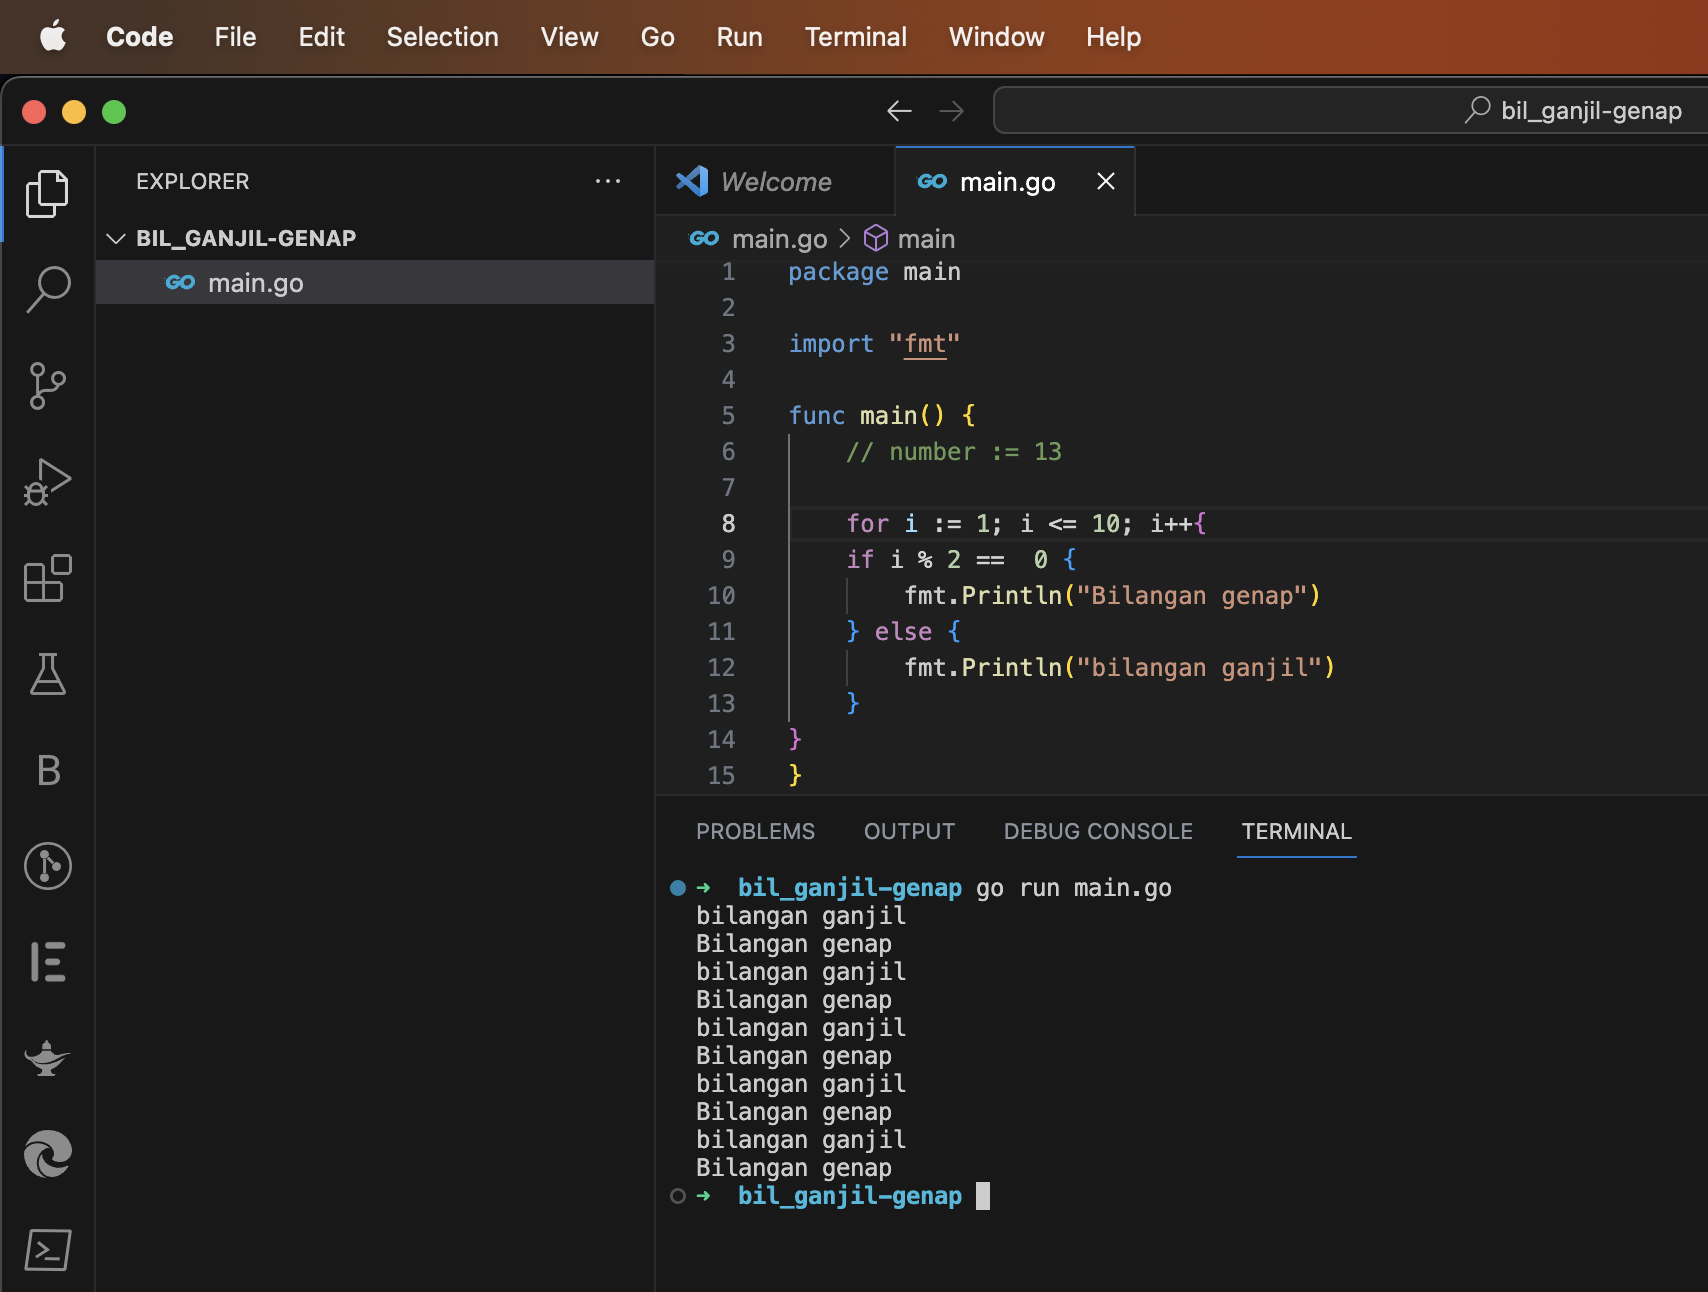 Code File Edit Selection View Go Run Terminal Window Help
bil_ganjil-genap
EXPLORER
BIL_GANJIL-GENAP
GO main.go
B
Welcome
GO main.go
GO main.go > main
1 package main
2
3 import "fmt"
4
5 func main() {
6     // number := 13
7
8     for i := 1; i <= 10; i++{
9     if i % 2 ==  0 {
10         fmt.Println("Bilangan genap")
11     } else {
12         fmt.Println("bilangan ganjil")
13     }
14 }
15 }
PROBLEMS OUTPUT DEBUG CONSOLE TERMINAL
➜  bil_ganjil-genap go run main.go
bilangan ganjil
Bilangan genap
bilangan ganjil
Bilangan genap
bilangan ganjil
Bilangan genap
bilangan ganjil
Bilangan genap
bilangan ganjil
Bilangan genap
➜  bil_ganjil-genap